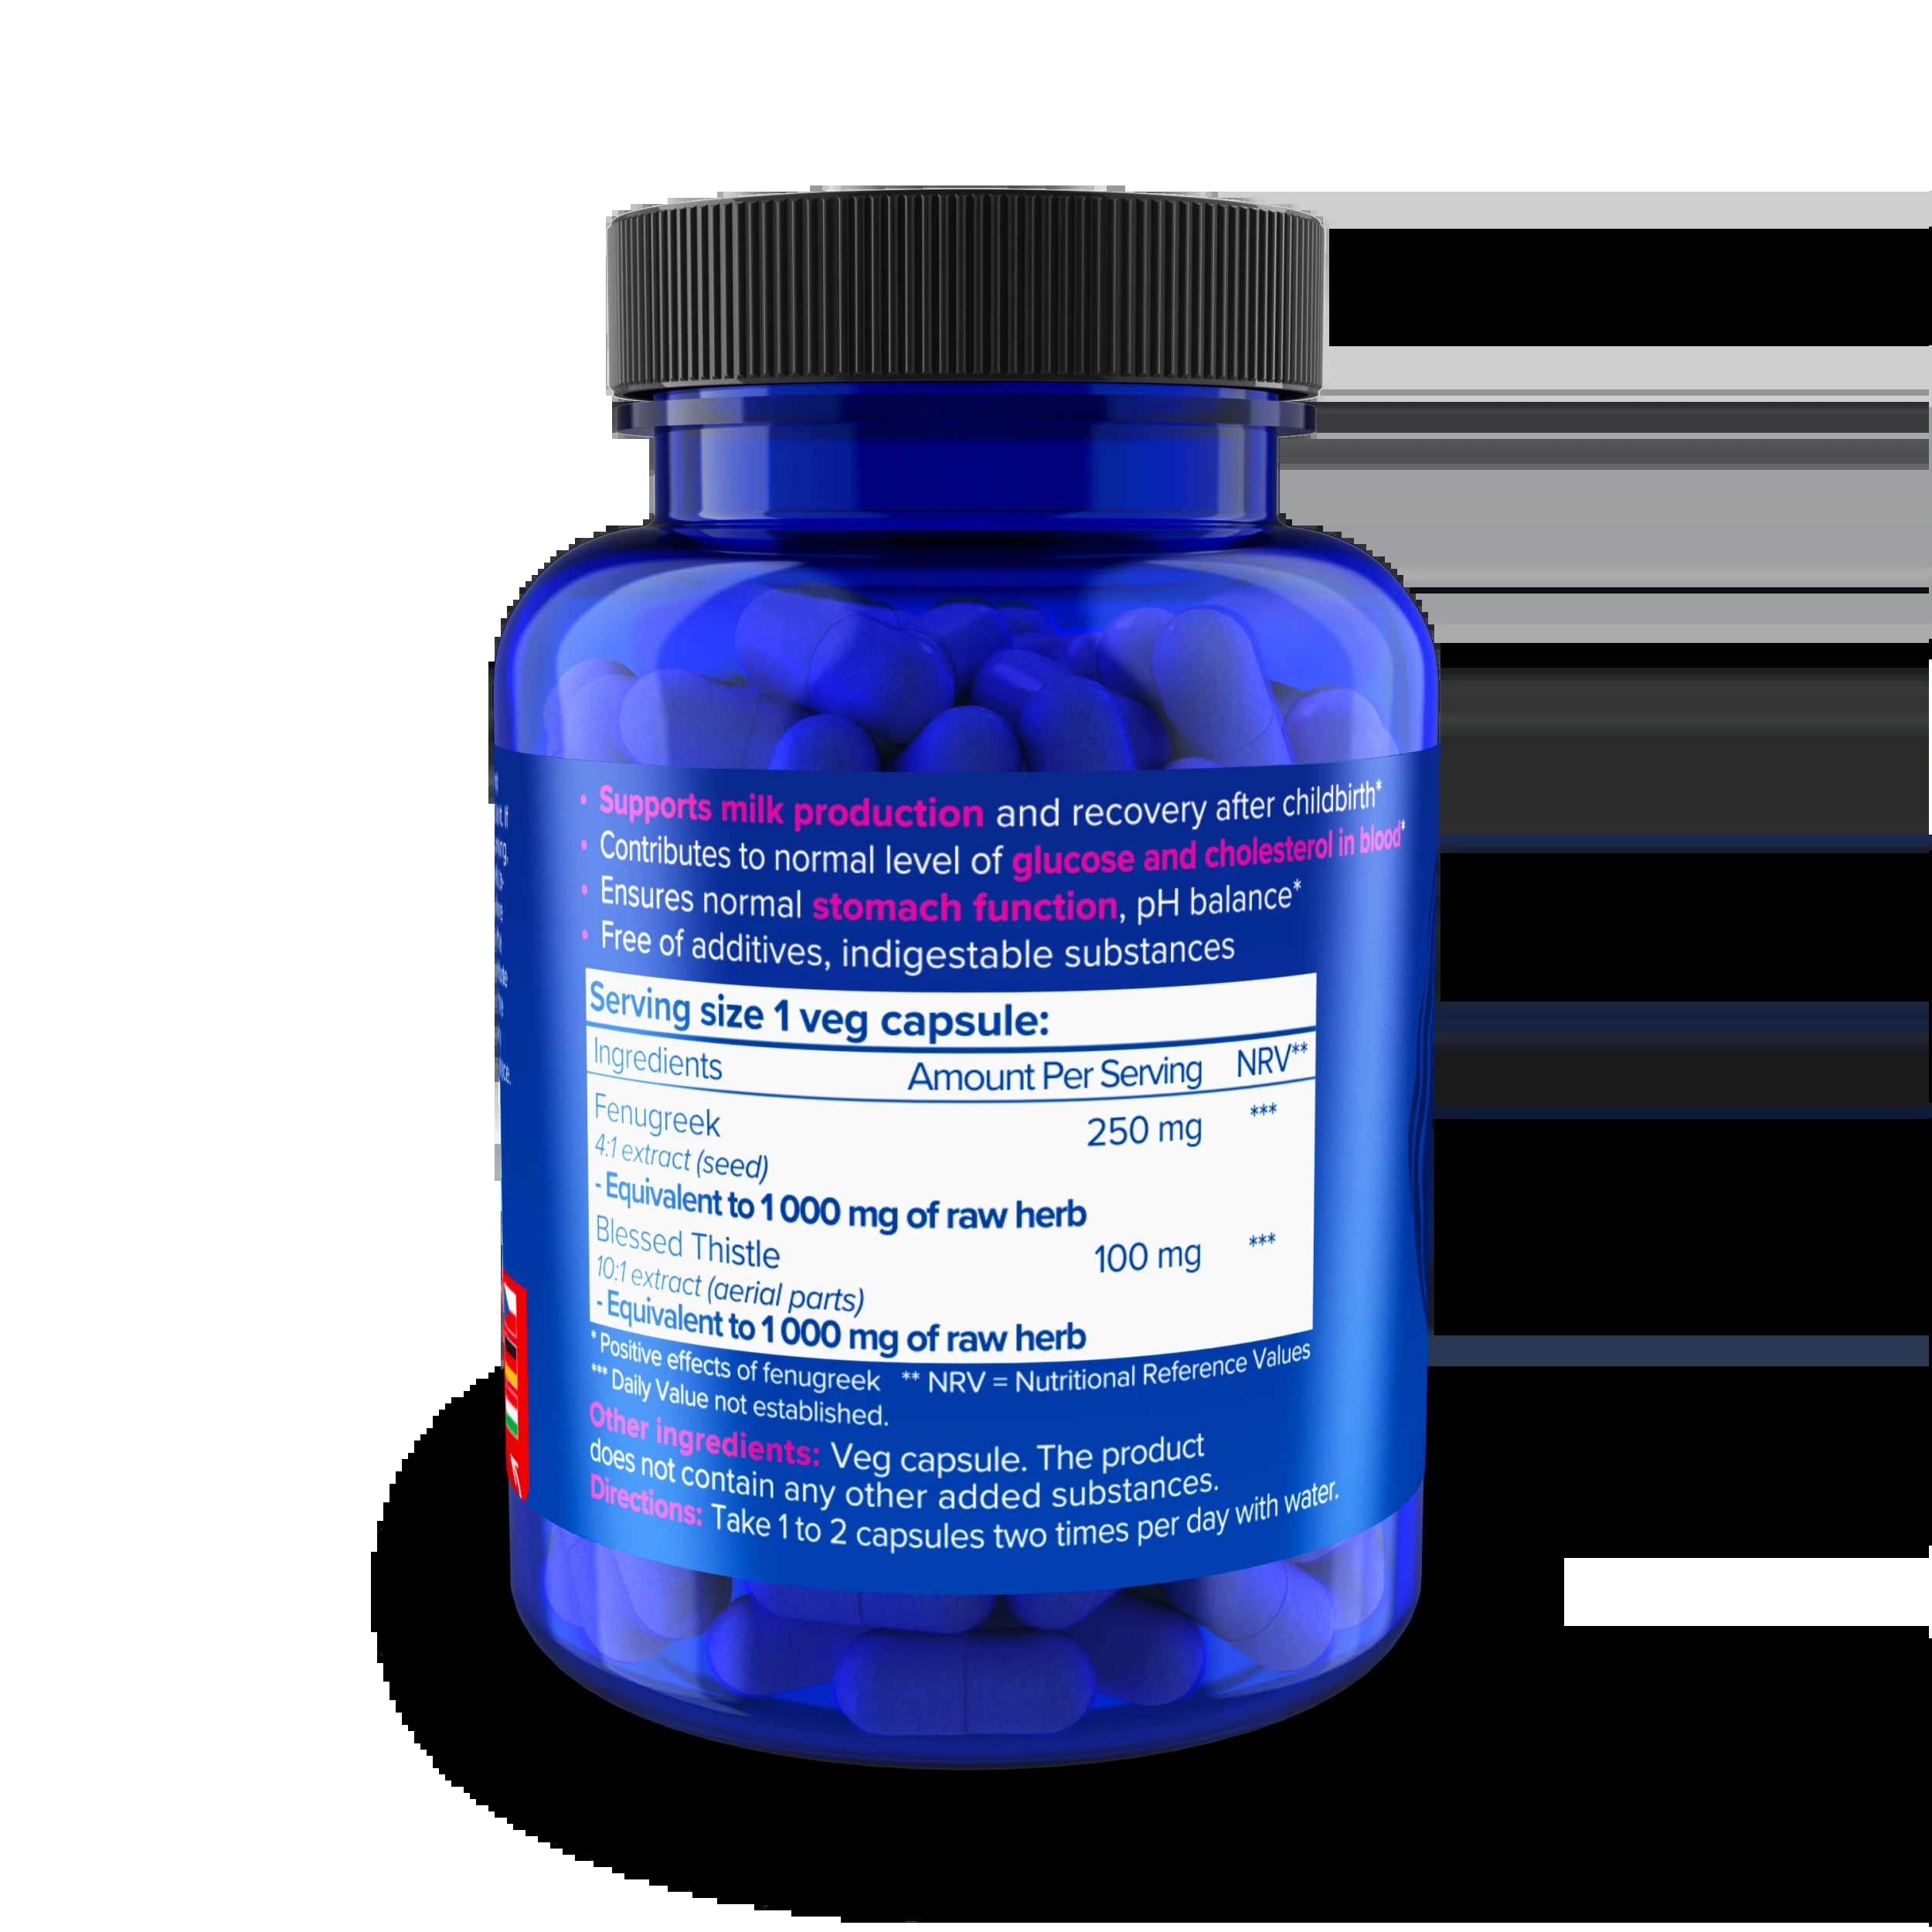 • Supports milk production and recovery after childbirth*
• Contributes to normal level of glucose and cholesterol in blood*
• Ensures normal stomach function, pH balance*
• Free of additives, indigestable substances
Serving size 1 veg capsule:
Ingredients Amount Per Serving NRV**
Fenugreek 250 mg ***
4:1 extract (seed)
- Equivalent to 1 000 mg of raw herb
Blessed Thistle 100 mg ***
10:1 extract (aerial parts)
- Equivalent to 1 000 mg of raw herb
* Positive effects of fenugreek ** NRV = Nutritional Reference Values
*** Daily Value not established.
Other ingredients: Veg capsule. The product
does not contain any other added substances.
Directions: Take 1 to 2 capsules two times per day with water.